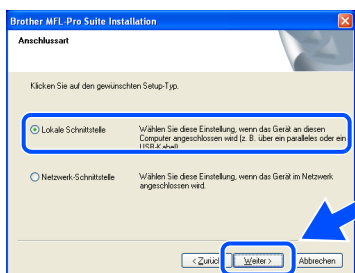 Brother MFL-Pro Suite Installation
Anschlussart
Klicken Sie auf den gewünschten Setup-Typ.
Lokale Schnittstelle
Wählen Sie diese Einstellung, wenn das Gerät an diesen
Computer angeschlossen wird (z. B. über ein paralleles oder ein
USB-Kabel)
Netzwerk-Schnittstelle
Wählen Sie diese Einstellung, wenn das Gerät im Netzwerk
angeschlossen wird.
< Zurück Weiter > Abbrechen